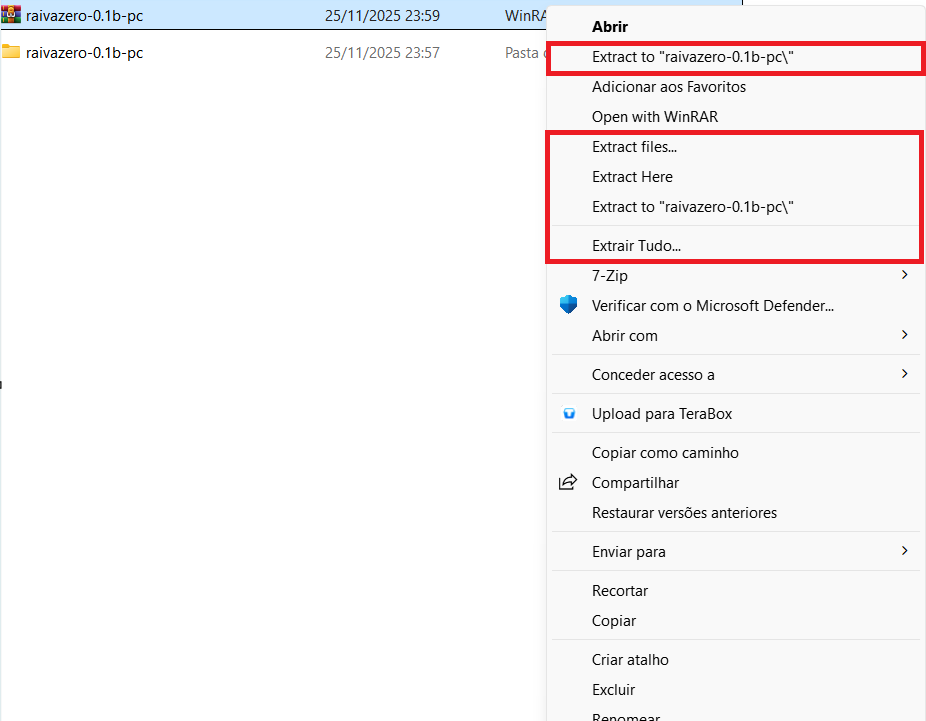 raivazero-0.1b-pc 25/11/2025 23:59 WinRA
raivazero-0.1b-pc 25/11/2025 23:57 Pasta
Abrir
Extract to "raivazero-0.1b-pc\"
Adicionar aos Favoritos
Open with WinRAR
Extract files...
Extract Here
Extract to "raivazero-0.1b-pc\"
Extrair Tudo...
7-Zip
Verificar com o Microsoft Defender...
Abrir com
Conceder acesso a
Upload para TeraBox
Copiar como caminho
Compartilhar
Restaurar versões anteriores
Enviar para
Recortar
Copiar
Criar atalho
Excluir
Renomear